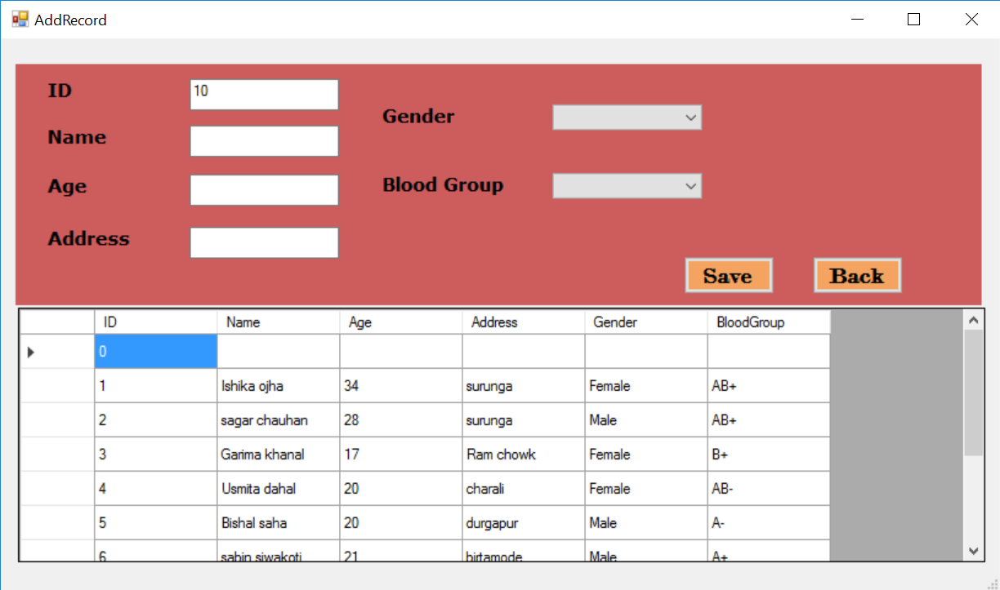 AddRecord
ID 10
Name
Age
Address
Gender
Blood Group
Save Back
ID Name Age Address Gender BloodGroup
0
1 Ishika ojha 34 surunga Female AB+
2 sagar chauhan 28 surunga Male AB+
3 Garima khanal 17 Ram chowk Female B+
4 Usmita dahal 20 charali Female AB-
5 Bishal saha 20 durgapur Male A-
6 sabin siwakoti 21 birtamode Male A+